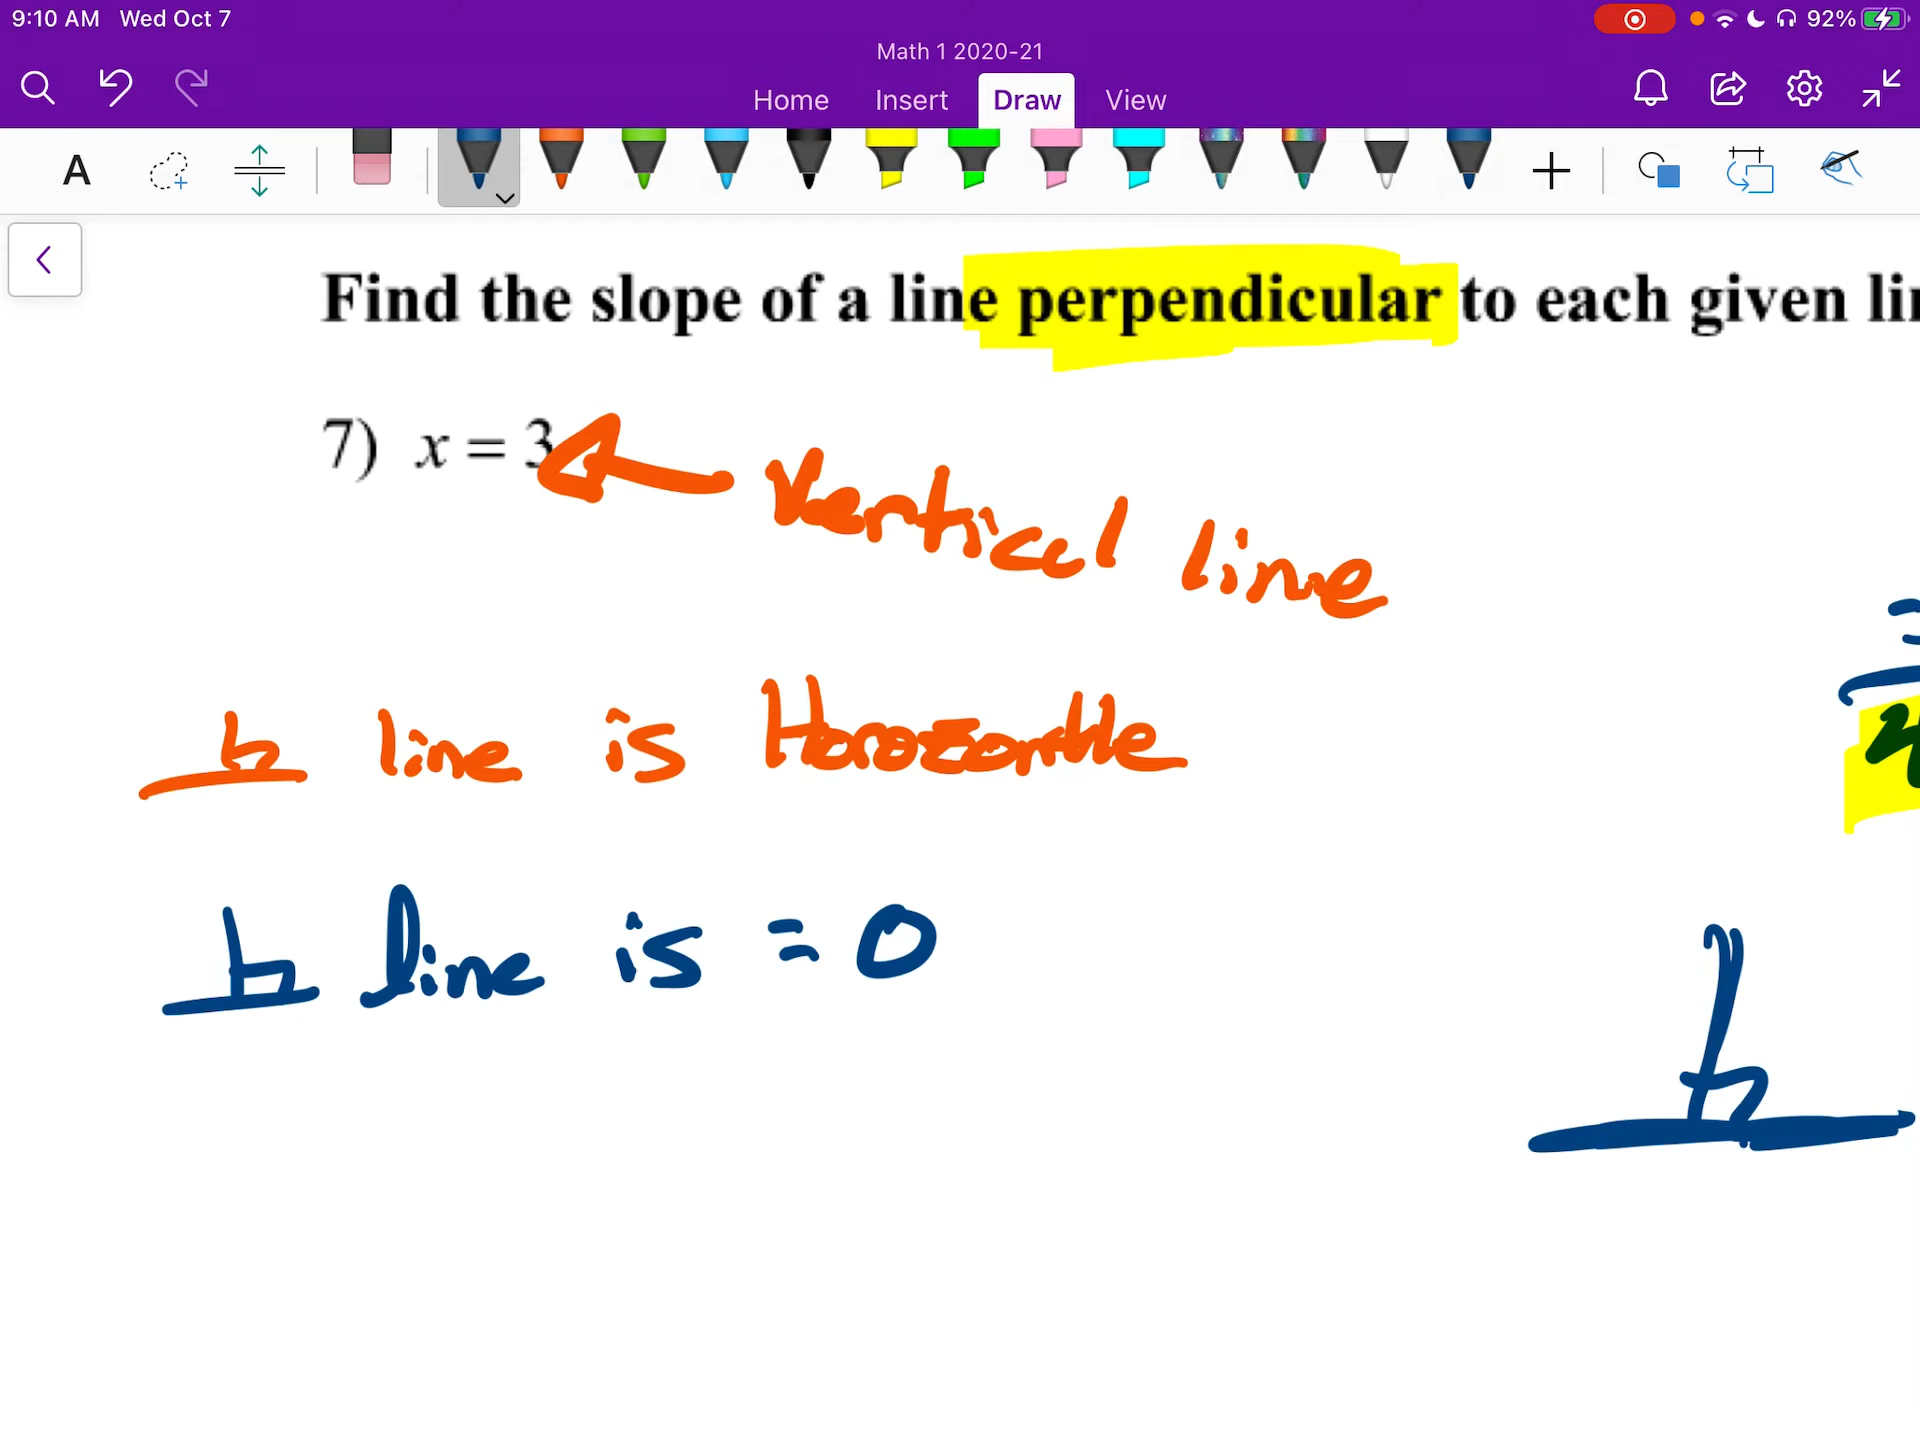 9:10 AM Wed Oct 7
92%
Math 1 2020-21
Home Insert Draw View
A
Find the slope of a line perpendicular to each given lin
7) x = 3
Vertical line
⊥ line is Horozontle
⊥ line is = 0